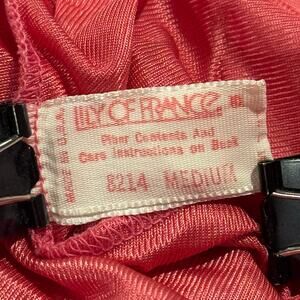 LILY OF FRANCE ®
Fiber Contents And
Care Instructions on Back
8214 MEDIUM
MADE IN U.S.A.